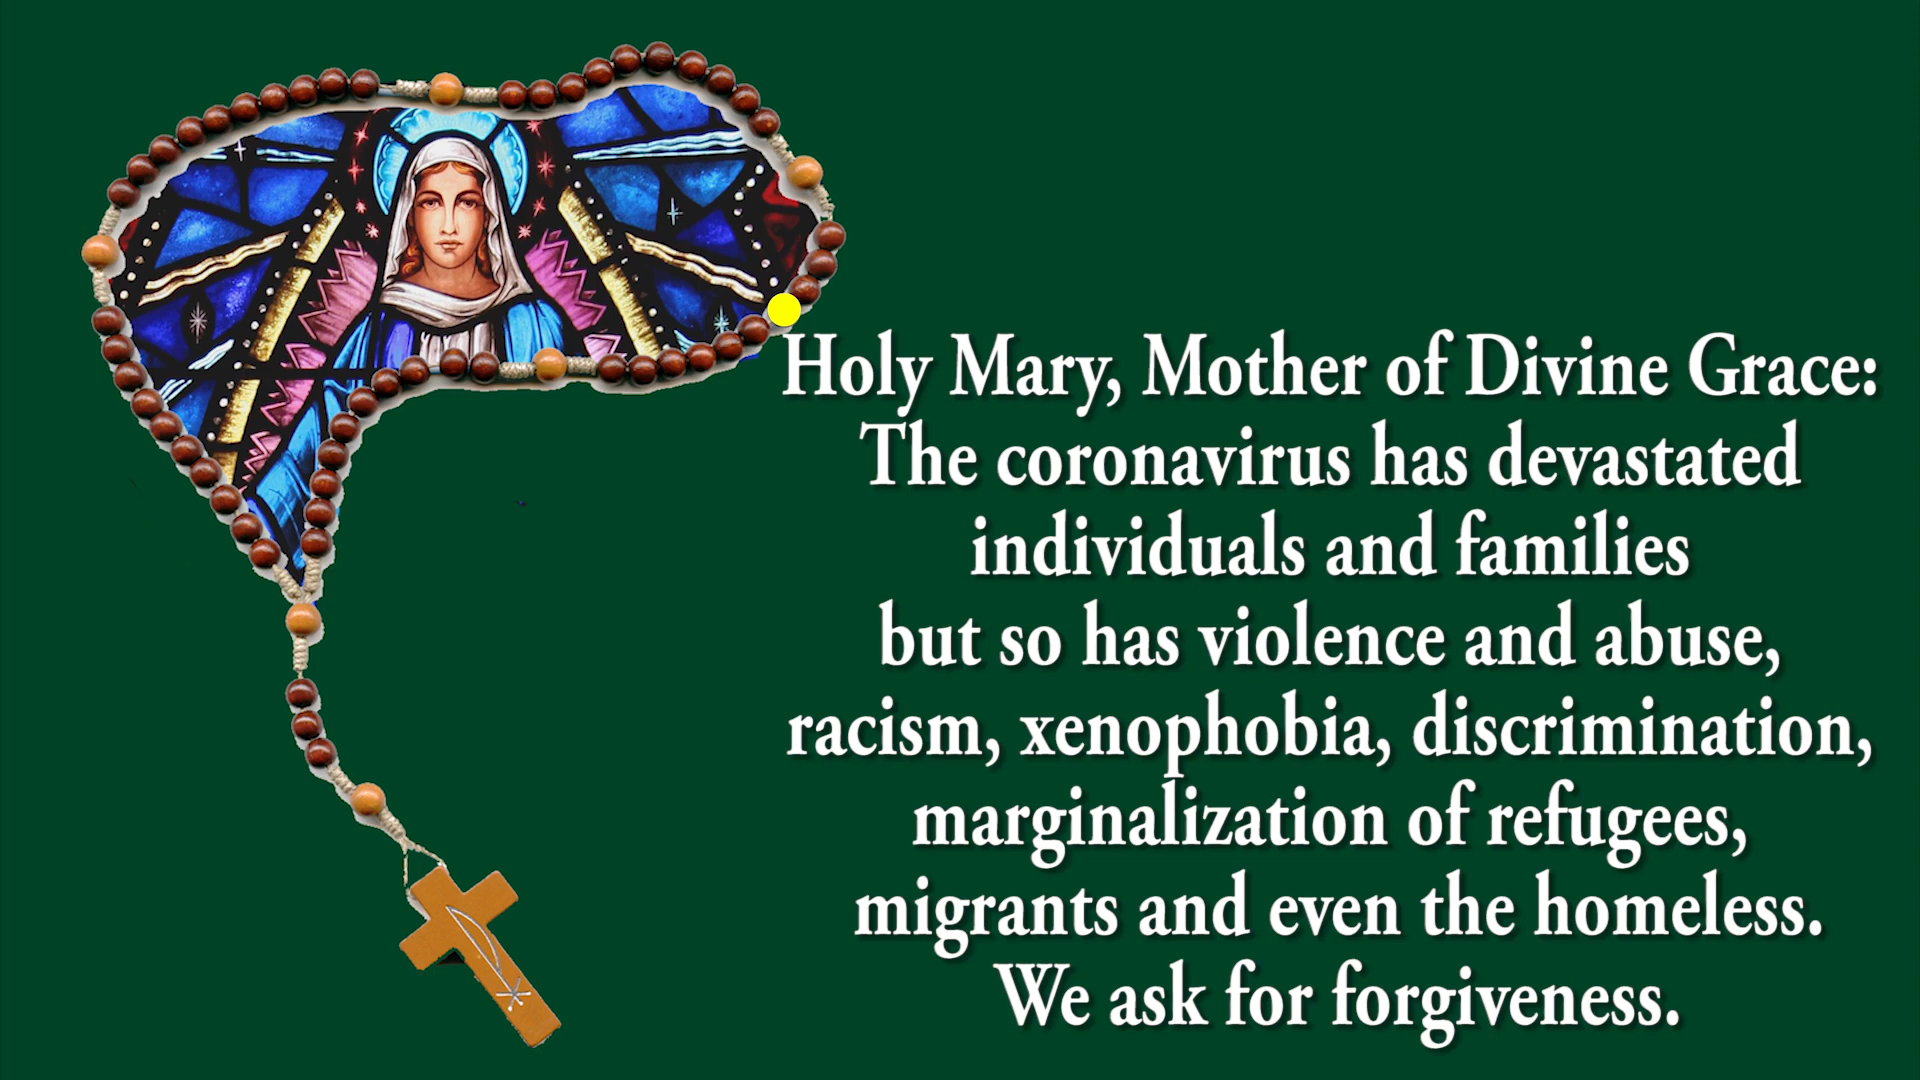 Holy Mary, Mother of Divine Grace:
The coronavirus has devastated
individuals and families
but so has violence and abuse,
racism, xenophobia, discrimination,
marginalization of refugees,
migrants and even the homeless.
We ask for forgiveness.